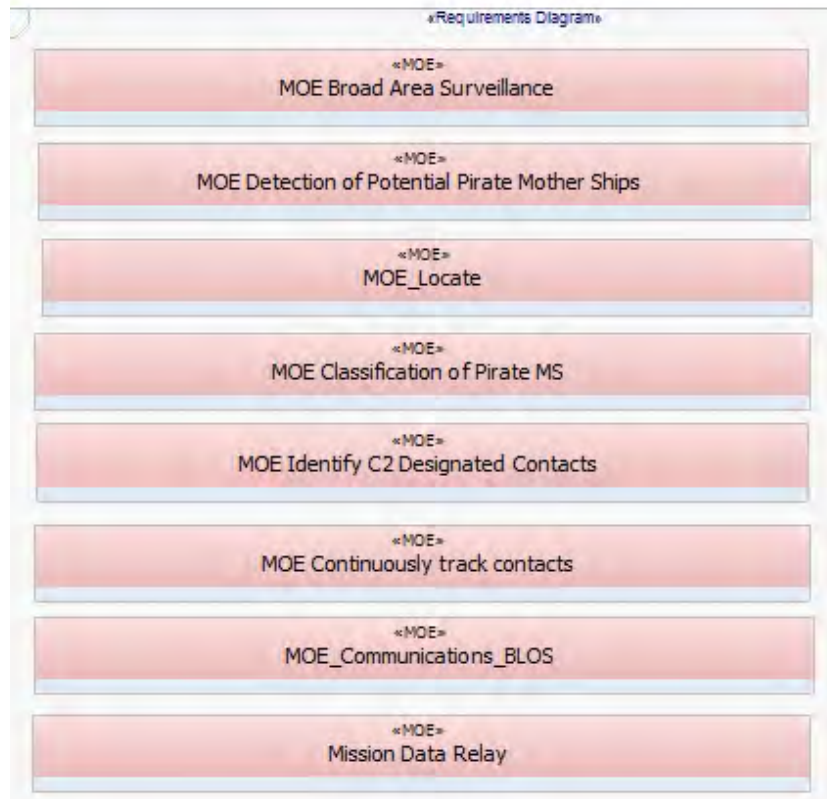 «Requirements Diagram»
«MOE»
MOE Broad Area Surveillance
«MOE»
MOE Detection of Potential Pirate Mother Ships
«MOE»
MOE_Locate
«MOE»
MOE Classification of Pirate MS
«MOE»
MOE Identify C2 Designated Contacts
«MOE»
MOE Continuously track contacts
«MOE»
MOE_Communications_BLOS
«MOE»
Mission Data Relay